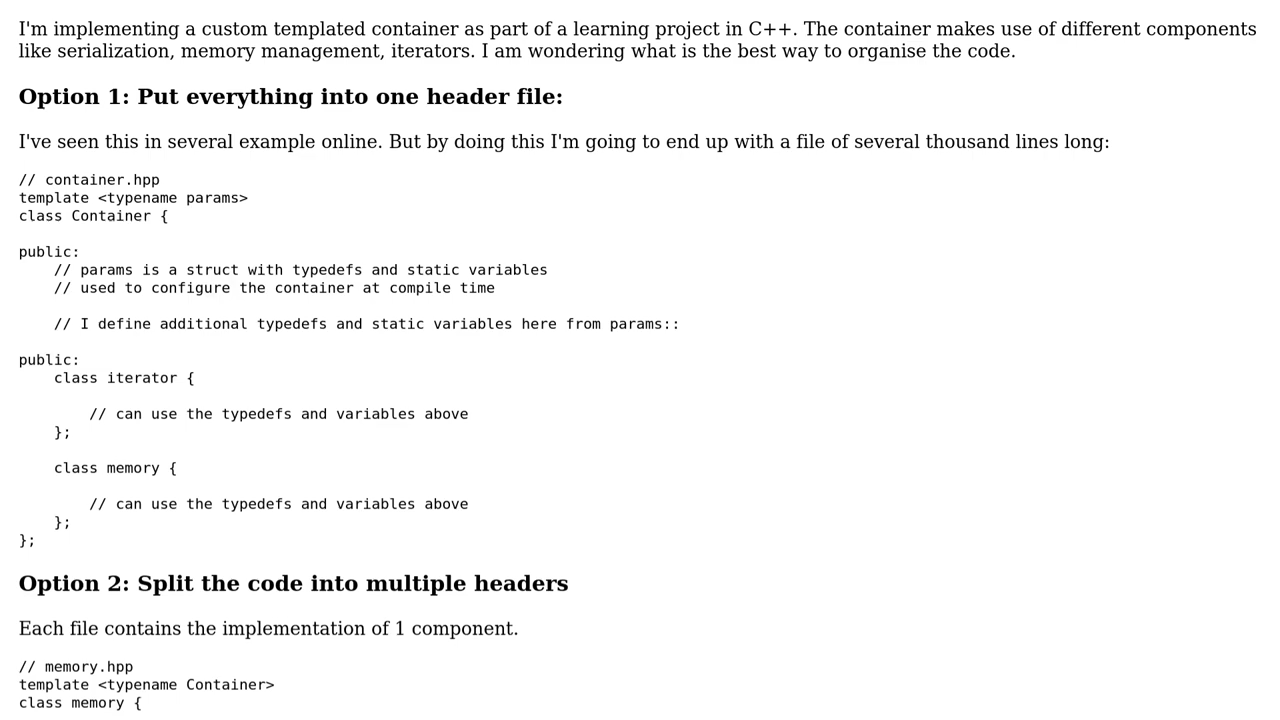 I'm implementing a custom templated container as part of a learning project in C++. The container makes use of different components
like serialization, memory management, iterators. I am wondering what is the best way to organise the code.
Option 1: Put everything into one header file:
I've seen this in several example online. But by doing this I'm going to end up with a file of several thousand lines long:
// container.hpp
template <typename params>
class Container {
public:
    // params is a struct with typedefs and static variables
    // used to configure the container at compile time
    // I define additional typedefs and static variables here from params::
public:
    class iterator {
        // can use the typedefs and variables above
    };
    class memory {
        // can use the typedefs and variables above
    };
};
Option 2: Split the code into multiple headers
Each file contains the implementation of 1 component.
// memory.hpp
template <typename Container>
class memory {